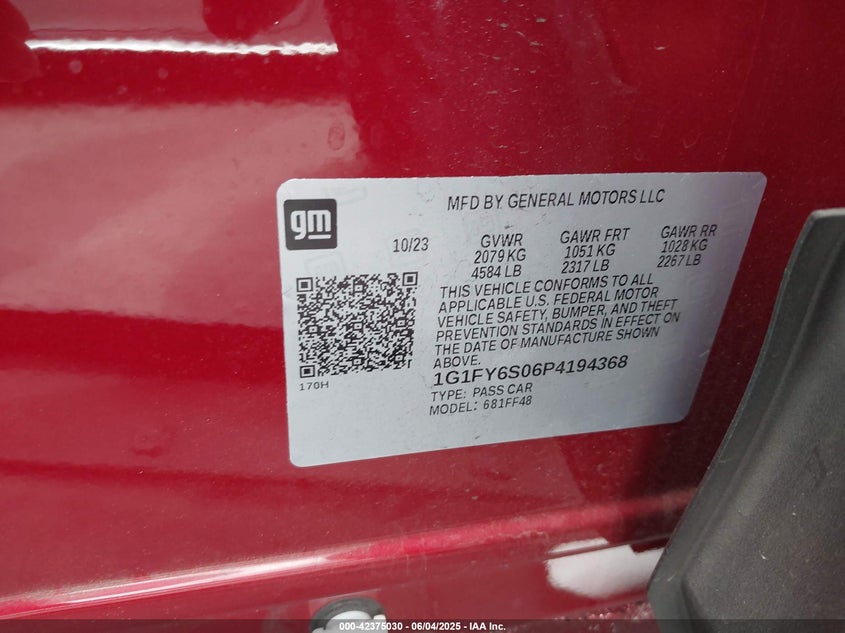 gm
MFD BY GENERAL MOTORS LLC
10/23 GVWR GAWR FRT GAWR RR
2079 KG 1051 KG 1028 KG
4584 LB 2317 LB 2267 LB
THIS VEHICLE CONFORMS TO ALL
APPLICABLE U.S. FEDERAL MOTOR
VEHICLE SAFETY, BUMPER, AND THEFT
PREVENTION STANDARDS IN EFFECT ON
THE DATE OF MANUFACTURE SHOWN
ABOVE.
170H
1G1FY6S06P4194368
TYPE: PASS CAR
MODEL: 681FF48
000-42375030 - 06/04/2025 - IAA Inc.